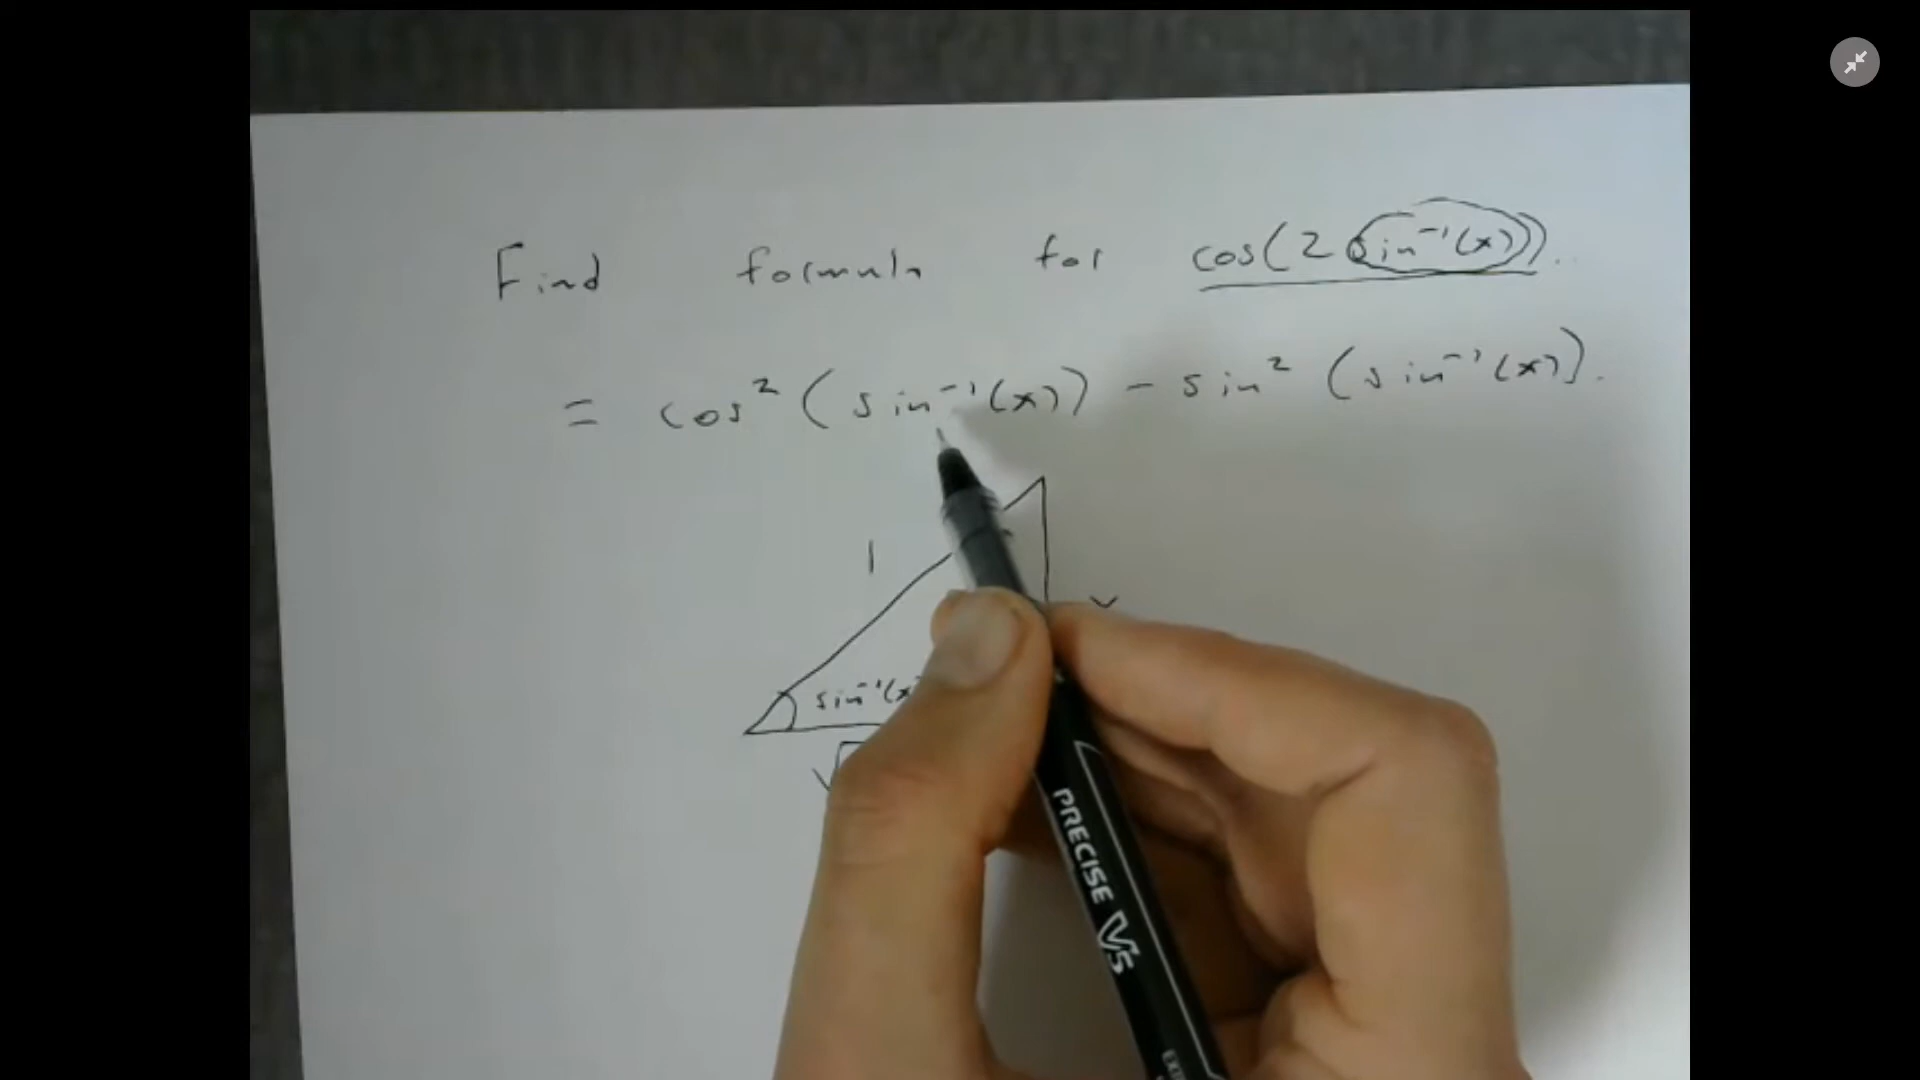 Find formula for cos(2 sin⁻¹(x))
= cos² (sin⁻¹(x)) - sin² (sin⁻¹(x)).
1
x
sin⁻¹(x
√
PRECISE V5